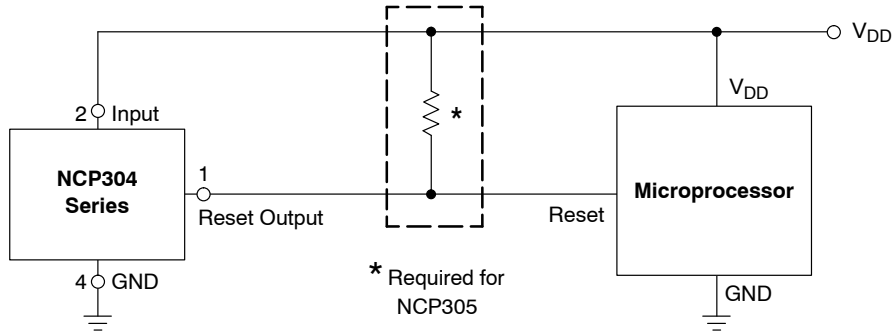 V_DD
V_DD
2 Input
NCP304
Series
1
Reset Output
*
Microprocessor
Reset
4 GND
* Required for
NCP305
GND